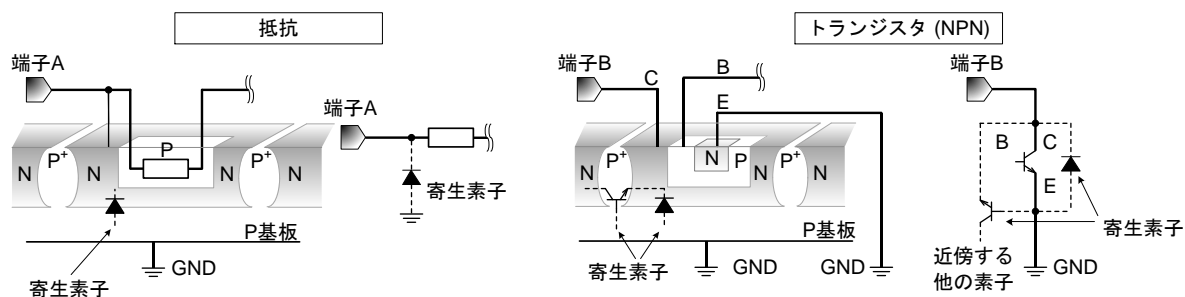 抵抗
端子A
N
P+
N
P
N
P+
N
寄生素子
P基板
GND
端子A
寄生素子
トランジスタ (NPN)
端子B
C
B
E
N
P+
N
P
N
P+
N
寄生素子
P基板
GND
GND
端子B
B
C
E
寄生素子
近傍する
他の素子
GND